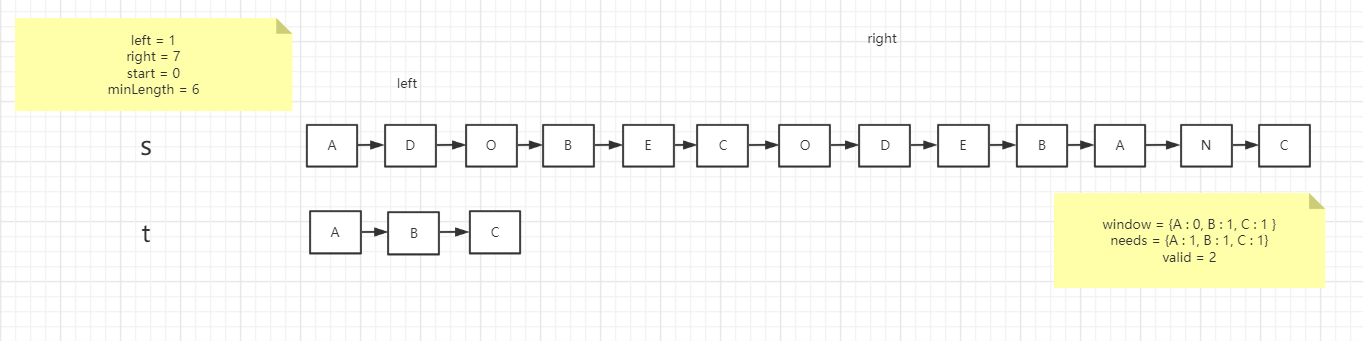 left = 1
right = 7
start = 0
minLength = 6
right
left
s
A D O B E C O D E B A N C
t
A B C
window = {A : 0, B : 1, C : 1 }
needs = {A : 1, B : 1, C : 1}
valid = 2